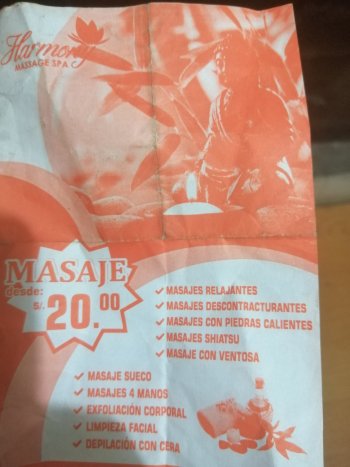 Harmony
MASSAGE SPA C
MASAJE
desde:
S/. 20.00
MASAJES RELAJANTES
MASAJES DESCONTRACTURANTES
MASAJES CON PIEDRAS CALIENTES
MASAJES SHIATSU
MASAJE CON VENTOSA
MASAJE SUECO
MASAJES 4 MANOS
EXFOLIACIÓN CORPORAL
LIMPIEZA FACIAL
DEPILACIÓN CON CERA